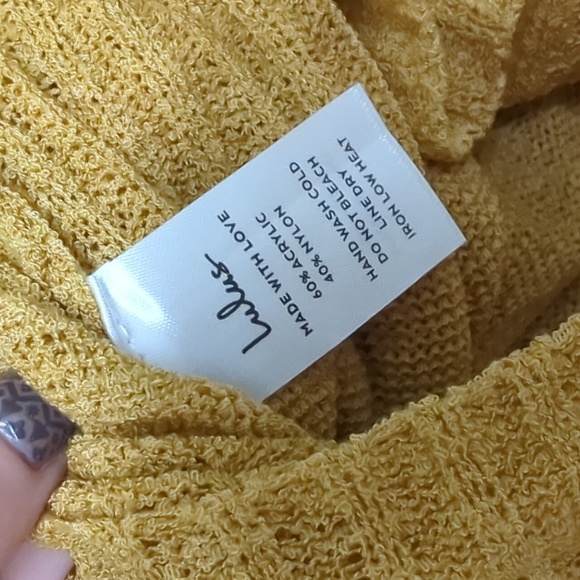 Lulus
MADE WITH LOVE
60% ACRYLIC
40% NYLON
HAND WASH COLD
DO NOT BLEACH
LINE DRY
IRON LOW HEAT